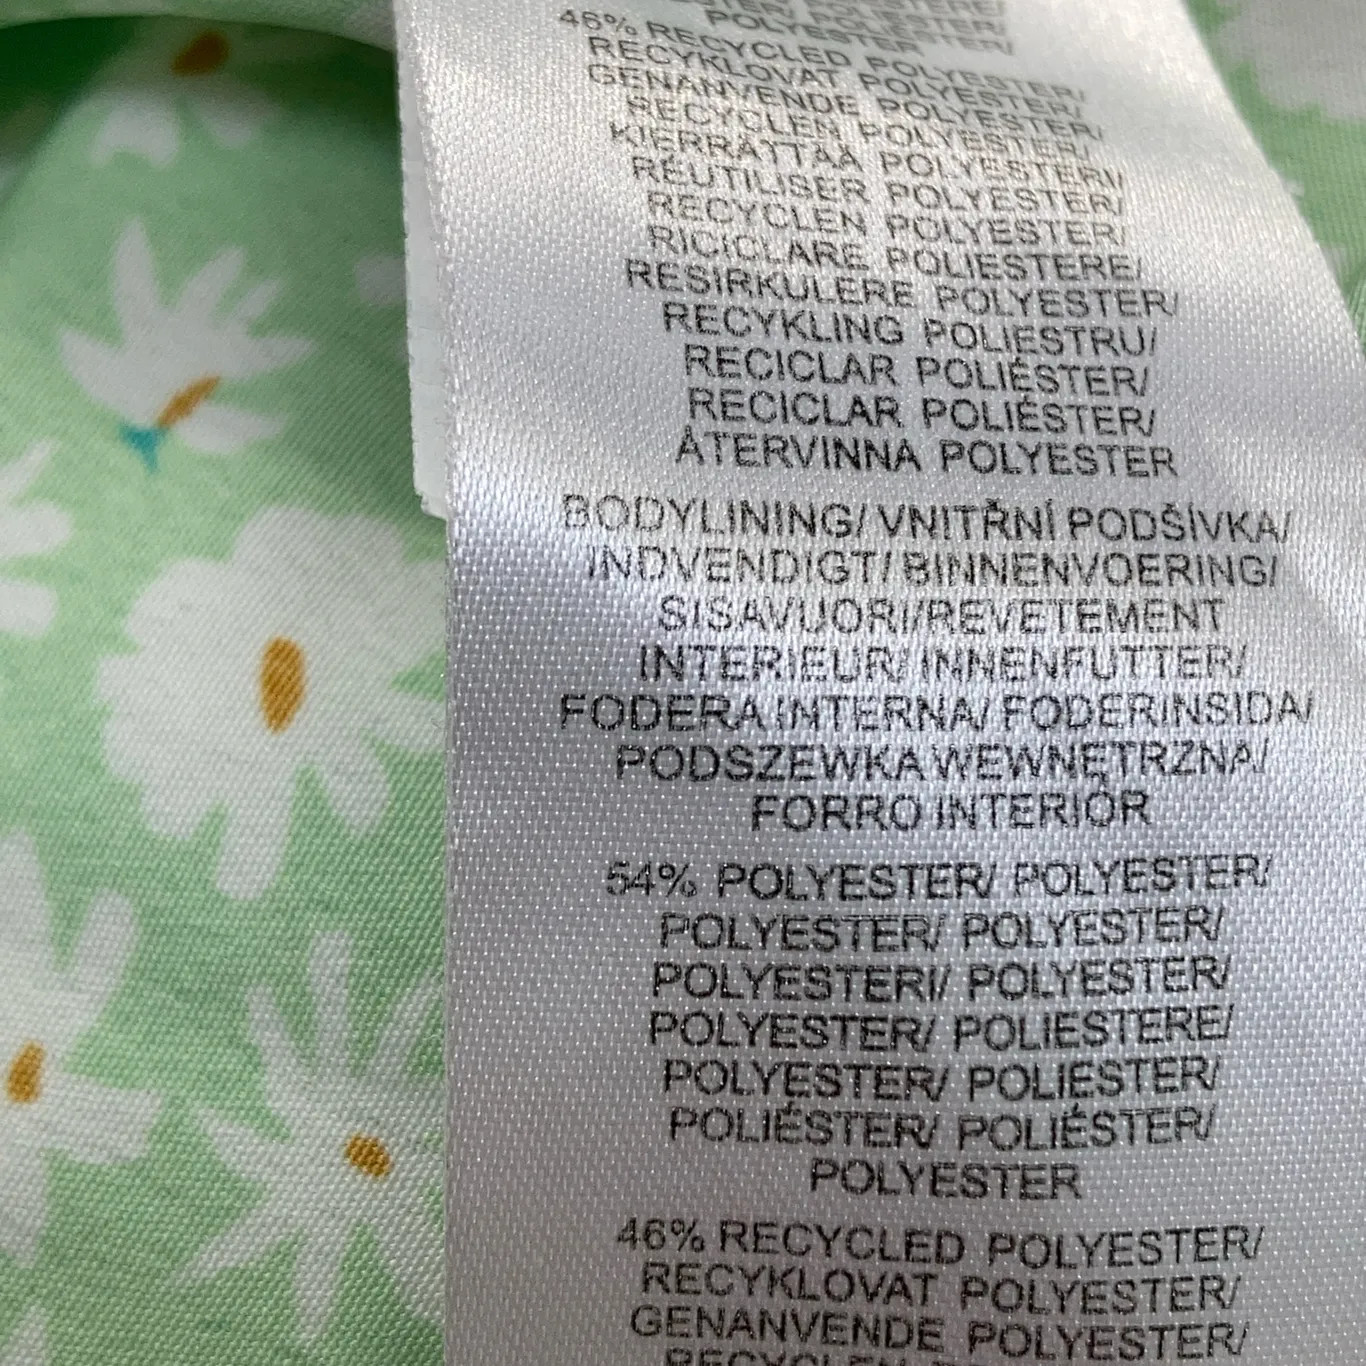 POLYESTER
46% RECYCLED POLYESTER/
RECYKLOVAT POLYESTER/
GENANVENDE POLYESTER/
RECYCLEN POLYESTER/
KIERRÄTTÄÄ POLYESTERI/
RÉUTILISER POLYESTER/
RECYCLEN POLYESTER/
RICICLARE POLIESTERE/
RESIRKULERE POLYESTER/
RECYKLING POLIESTRU/
RECICLAR POLIÉSTER/
RECICLAR POLIÉSTER/
ÅTERVINNA POLYESTER
BODYLINING/ VNITŘNÍ PODŠÍVKA/
INDVENDIGT/ BINNENVOERING/
SISAVUORI/REVETEMENT
INTERIEUR/ INNENFUTTER/
FODERA INTERNA/ FODERINSIDA/
PODSZEWKA WEWNĘTRZNA/
FORRO INTERIOR
54% POLYESTER/ POLYESTER/
POLYESTER/ POLYESTER/
POLYESTERI/ POLYESTER/
POLYESTER/ POLIESTERE/
POLYESTER/ POLIESTER/
POLIÉSTER/ POLIÉSTER/
POLYESTER
46% RECYCLED POLYESTER/
RECYKLOVAT POLYESTER/
GENANVENDE POLYESTER/